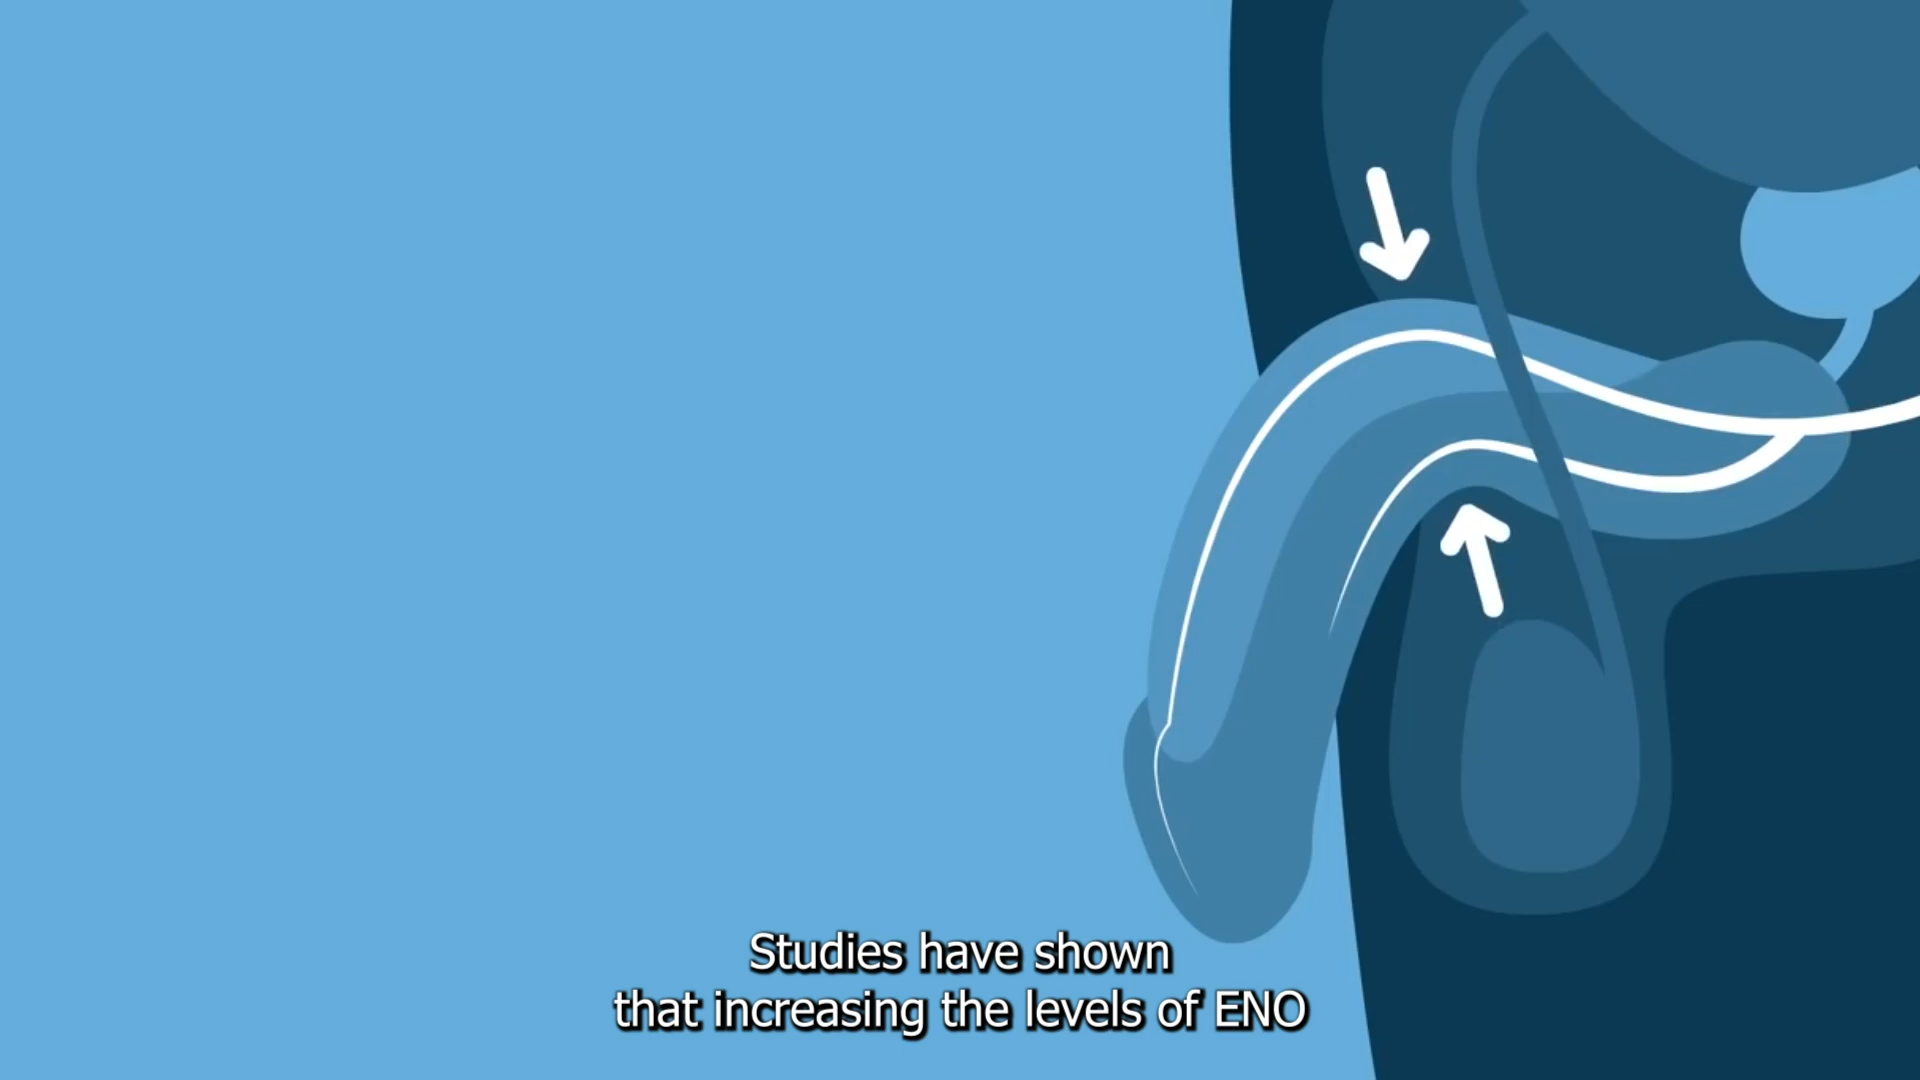 Studies have shown
that increasing the levels of ENO